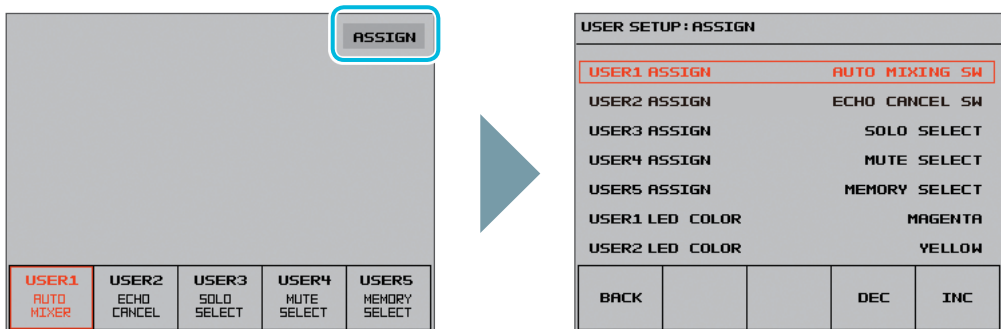 ASSIGN
USER1 USER2 USER3 USER4 USER5
AUTO MIXER ECHO CANCEL SOLO SELECT MUTE SELECT MEMORY SELECT
USER SETUP:ASSIGN
USER1 ASSIGN AUTO MIXING SW
USER2 ASSIGN ECHO CANCEL SW
USER3 ASSIGN SOLO SELECT
USER4 ASSIGN MUTE SELECT
USER5 ASSIGN MEMORY SELECT
USER1 LED COLOR MAGENTA
USER2 LED COLOR YELLOW
BACK DEC INC